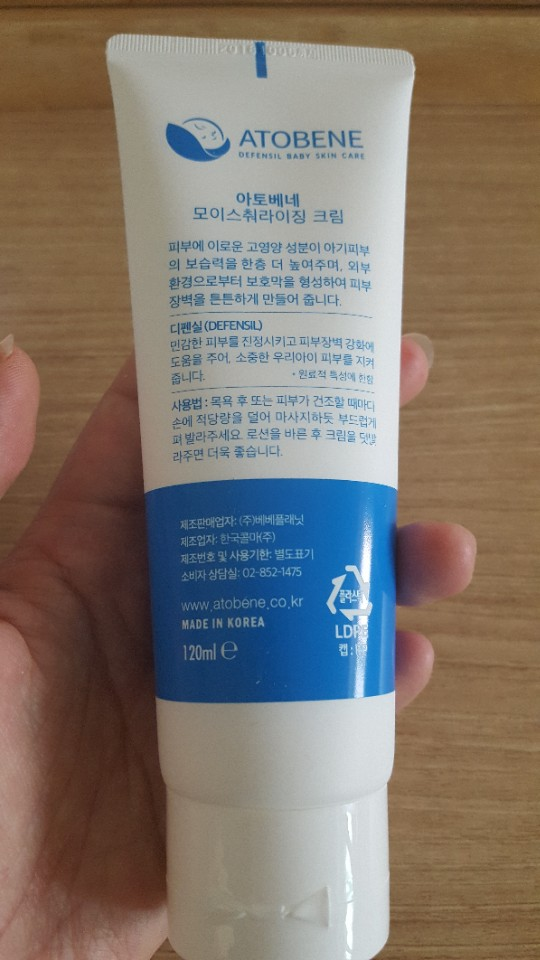 ATOBENE
DEFENSIL BABY SKIN CARE
아토베네
모이스춰라이징 크림
피부에 이로운 고영양 성분이 아기피부
의 보습력을 한층 더 높여주며, 외부
환경으로부터 보호막을 형성하여 피부
장벽을 튼튼하게 만들어 줍니다.
디펜실(DEFENSIL)
민감한 피부를 진정시키고 피부장벽 강화에
도움을 주어, 소중한 우리아이 피부를 지켜
줍니다.
* 원료적 특성에 한함
사용법 : 목욕 후 또는 피부가 건조할 때마다
손에 적당량을 덜어 마사지하듯 부드럽게
펴 발라주세요. 로션을 바른 후 크림을 덧발
라주면 더욱 좋습니다.
제조판매업자: (주)베베플래닛
제조업자: 한국콜마(주)
제조번호 및 사용기한: 별도표기
소비자 상담실: 02-852-1475
www.atobene.co.kr
MADE IN KOREA
120ml e
플라스틱
LDPE
캡 :